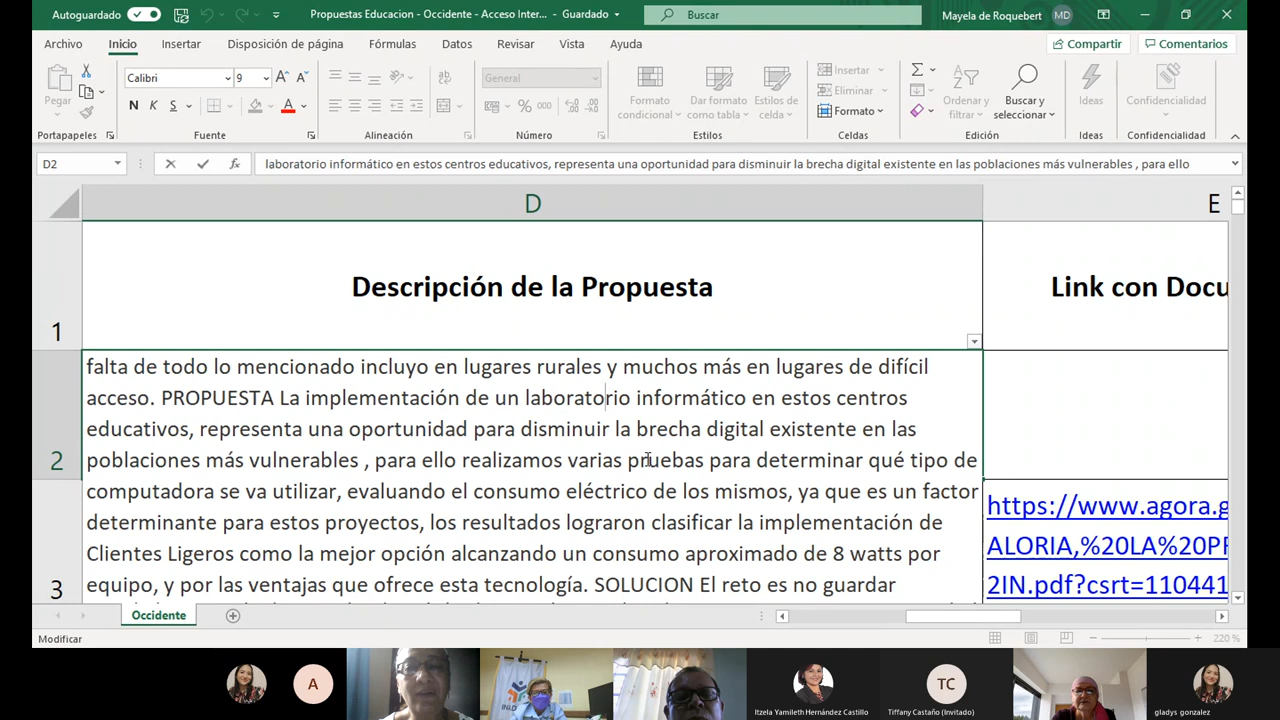 Autoguardado
Propuestas Educacion - Occidente - Acceso Inter... - Guardado
Buscar
Mayela de Roquebert
MD
Archivo Inicio Insertar Disposición de página Fórmulas Datos Revisar Vista Ayuda
Compartir
Comentarios
Pegar
Calibri 9
N K S
General
% 000
Formato condicional
Dar formato como tabla
Estilos de celda
Insertar
Eliminar
Formato
Ordenar y filtrar
Buscar y seleccionar
Ideas
Confidencialidad
Portapapeles Fuente Alineación Número Estilos Celdas Edición Ideas Confidencialidad
D2
fx
laboratorio informático en estos centros educativos, representa una oportunidad para disminuir la brecha digital existente en las poblaciones más vulnerables , para ello
D E
1
Descripción de la Propuesta
Link con Docu
2
falta de todo lo mencionado incluyo en lugares rurales y muchos más en lugares de difícil
acceso. PROPUESTA La implementación de un laboratorio informático en estos centros
educativos, representa una oportunidad para disminuir la brecha digital existente en las
poblaciones más vulnerables , para ello realizamos varias pruebas para determinar qué tipo de
computadora se va utilizar, evaluando el consumo eléctrico de los mismos, ya que es un factor
determinante para estos proyectos, los resultados lograron clasificar la implementación de
Clientes Ligeros como la mejor opción alcanzando un consumo aproximado de 8 watts por
equipo, y por las ventajas que ofrece esta tecnología. SOLUCION El reto es no guardar
3
https://www.agora.g
ALORIA,%20LA%20PR
2IN.pdf?csrt=110441
Occidente
Modificar
220 %
A
Itzela Yamileth Hernández Castillo
TC
Tiffany Castaño (Invitado)
gladys gonzalez